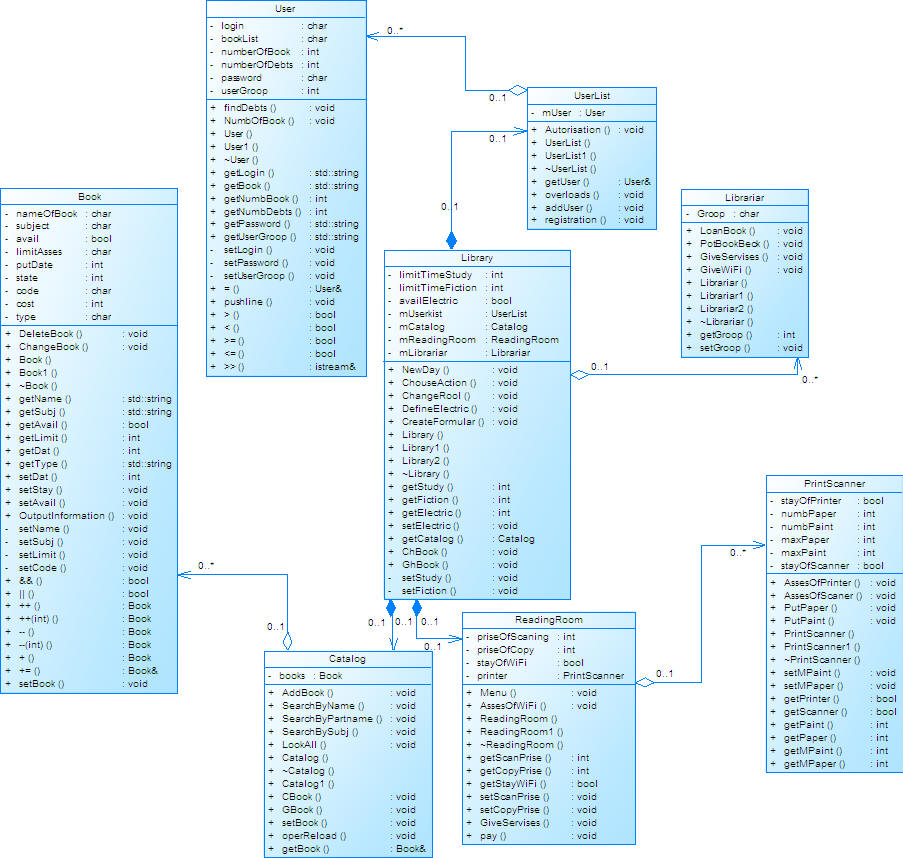 User
- login : char
- bookList : char
- numberOfBook : int
- numberOfDebts : int
- password : char
- userGroop : int
+ findDebts () : void
+ NumbOfBook () : void
+ User ()
+ User1 ()
+ ~User ()
+ getLogin () : std::string
+ getBook () : std::string
+ getNumbBook () : int
+ getNumbDebts () : int
+ getPassword () : std::string
+ getUserGroop () : std::string
- setLogin () : void
- setPassword () : void
- setUserGroop () : void
+ = () : User&
+ pushline () : void
+ > () : bool
+ < () : bool
+ >= () : bool
+ <= () : bool
+ >> () : istream&
0..*
0..1
UserList
- mUser : User
+ Autorisation () : void
+ UserList ()
+ UserList1 ()
+ ~UserList ()
+ getUser () : User&
+ overloads () : void
+ addUser () : void
+ registration () : void
0..1
0..1
Librariar
- Groop : char
+ LoanBook () : void
+ PotBookBeck () : void
+ GiveServises () : void
+ GiveWiFi () : void
+ Librariar ()
+ Librariar1 ()
+ Librariar2 ()
+ ~Librariar ()
+ getGroop () : int
+ setGroop () : void
0..1
0..*
Book
- nameOfBook : char
- subject : char
- avail : bool
- limitAsses : char
- putDate : int
- state : int
- code : char
- cost : int
- type : char
+ DeleteBook () : void
+ ChangeBook () : void
+ Book ()
+ Book1 ()
+ ~Book ()
+ getName () : std::string
+ getSubj () : std::string
+ getAvail () : bool
+ getLimit () : int
+ getDat () : int
+ getType () : std::string
+ setDat () : int
+ setStay () : void
+ setAvail () : void
+ OutputInformation () : void
- setName () : void
- setSubj () : void
- setLimit () : void
- setCode () : void
+ && () : bool
+ || () : bool
+ ++ () : Book
+ ++(int) () : Book
+ -- () : Book
+ --(int) () : Book
+ + () : Book
+ += () : Book&
+ setBook () : void
0..*
0..1
Library
- limitTimeStudy : int
- limitTimeFiction : int
- availElectric : bool
- mUserkist : UserList
- mCatalog : Catalog
- mReadingRoom : ReadingRoom
- mLibrariar : Librariar
+ NewDay () : void
+ ChouseAction () : void
+ ChangeRool () : void
+ DefineElectric () : void
+ CreateFormular () : void
+ Library ()
+ Library1 ()
+ Library2 ()
+ ~Library ()
+ getStudy () : int
+ getFiction () : int
+ getElectric () : int
+ setElectric () : void
+ getCatalog () : Catalog
+ ChBook () : void
+ GhBook () : void
- setStudy () : void
- setFiction () : void
0..1
0..1
0..1
0..1
Catalog
- books : Book
+ AddBook () : void
+ SearchByName () : void
+ SearchByPartname () : void
+ SearchBySubj () : void
+ LookAll () : void
+ Catalog ()
+ ~Catalog ()
+ Catalog1 ()
+ CBook () : void
+ GBook () : void
+ setBook () : void
+ operReload () : void
+ getBook () : Book&
ReadingRoom
- priseOfScaning : int
- priseOfCopy : int
- stayOfWiFi : bool
- printer : PrintScanner
+ Menu () : void
+ AssesOfWiFi () : void
+ ReadingRoom ()
+ ReadingRoom1 ()
+ ~ReadingRoom ()
+ getScanPrise () : int
+ getCopyPrise () : int
+ getStayWiFi () : bool
+ setScanPrise () : void
+ setCopyPrise () : void
+ GiveServises () : void
+ pay () : void
0..1
0..*
PrintScanner
- stayOfPrinter : bool
- numbPaper : int
- numbPaint : int
- maxPaper : int
- maxPaint : int
- stayOfScanner : bool
+ AssesOfPrinter () : void
+ AssesOfScaner () : void
+ PutPaper () : void
+ PutPaint () : void
+ PrintScanner ()
+ PrintScanner1 ()
+ ~PrintScanner ()
+ setMPaint () : void
+ setMPaper () : void
+ getPrinter () : bool
+ getScanner () : bool
+ getPaint () : int
+ getPaper () : int
+ getMPaint () : int
+ getMPaper () : int